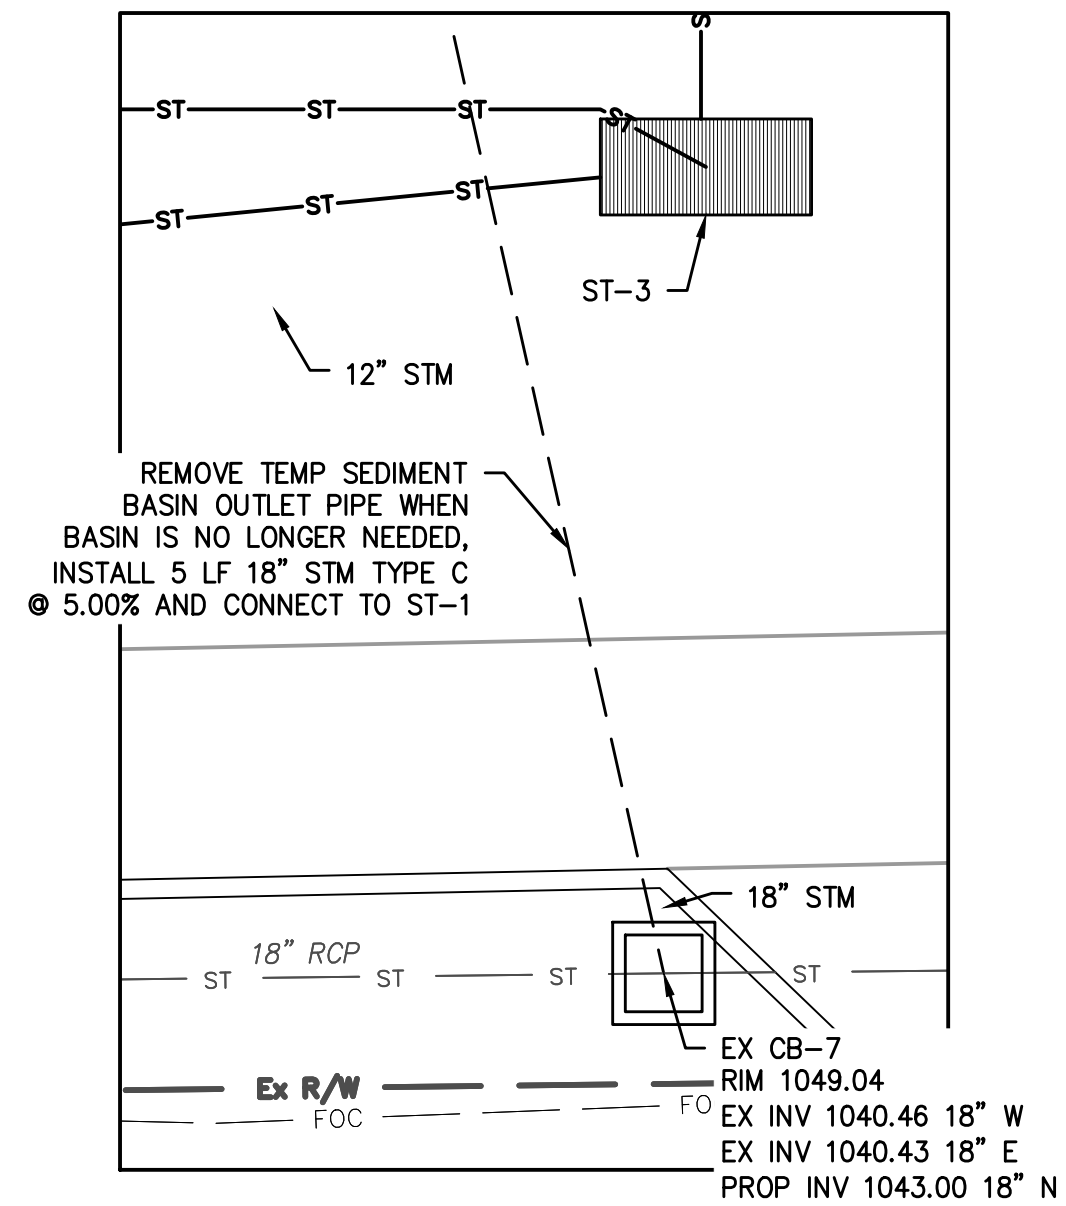 S
ST ST ST ST
ST ST ST
ST-3
12" STM
REMOVE TEMP SEDIMENT
BASIN OUTLET PIPE WHEN
BASIN IS NO LONGER NEEDED,
INSTALL 5 LF 18" STM TYPE C
@ 5.00% AND CONNECT TO ST-1
18" STM
18" RCP
ST ST ST ST
EX CB-7
RIM 1049.04
EX INV 1040.46 18" W
EX INV 1040.43 18" E
PROP INV 1043.00 18" N
Ex R/W
FOC FO